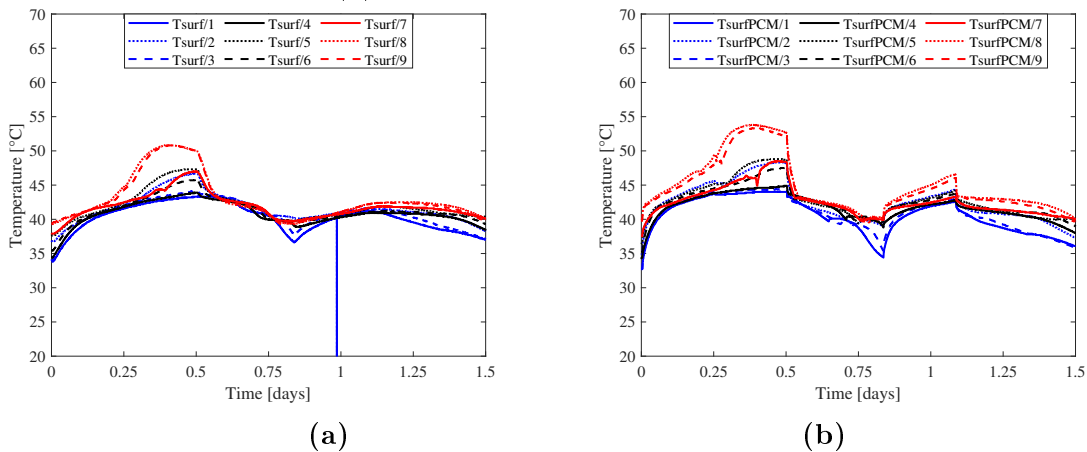 Tsurf/1 Tsurf/4 Tsurf/7
Tsurf/2 Tsurf/5 Tsurf/8
Tsurf/3 Tsurf/6 Tsurf/9
70
65
60
55
50
45
40
35
30
25
20
Temperature [°C]
0 0.25 0.5 0.75 1 1.25 1.5
Time [days]
(a)
TsurfPCM/1 TsurfPCM/4 TsurfPCM/7
TsurfPCM/2 TsurfPCM/5 TsurfPCM/8
TsurfPCM/3 TsurfPCM/6 TsurfPCM/9
70
65
60
55
50
45
40
35
30
25
20
Temperature [°C]
0 0.25 0.5 0.75 1 1.25 1.5
Time [days]
(b)